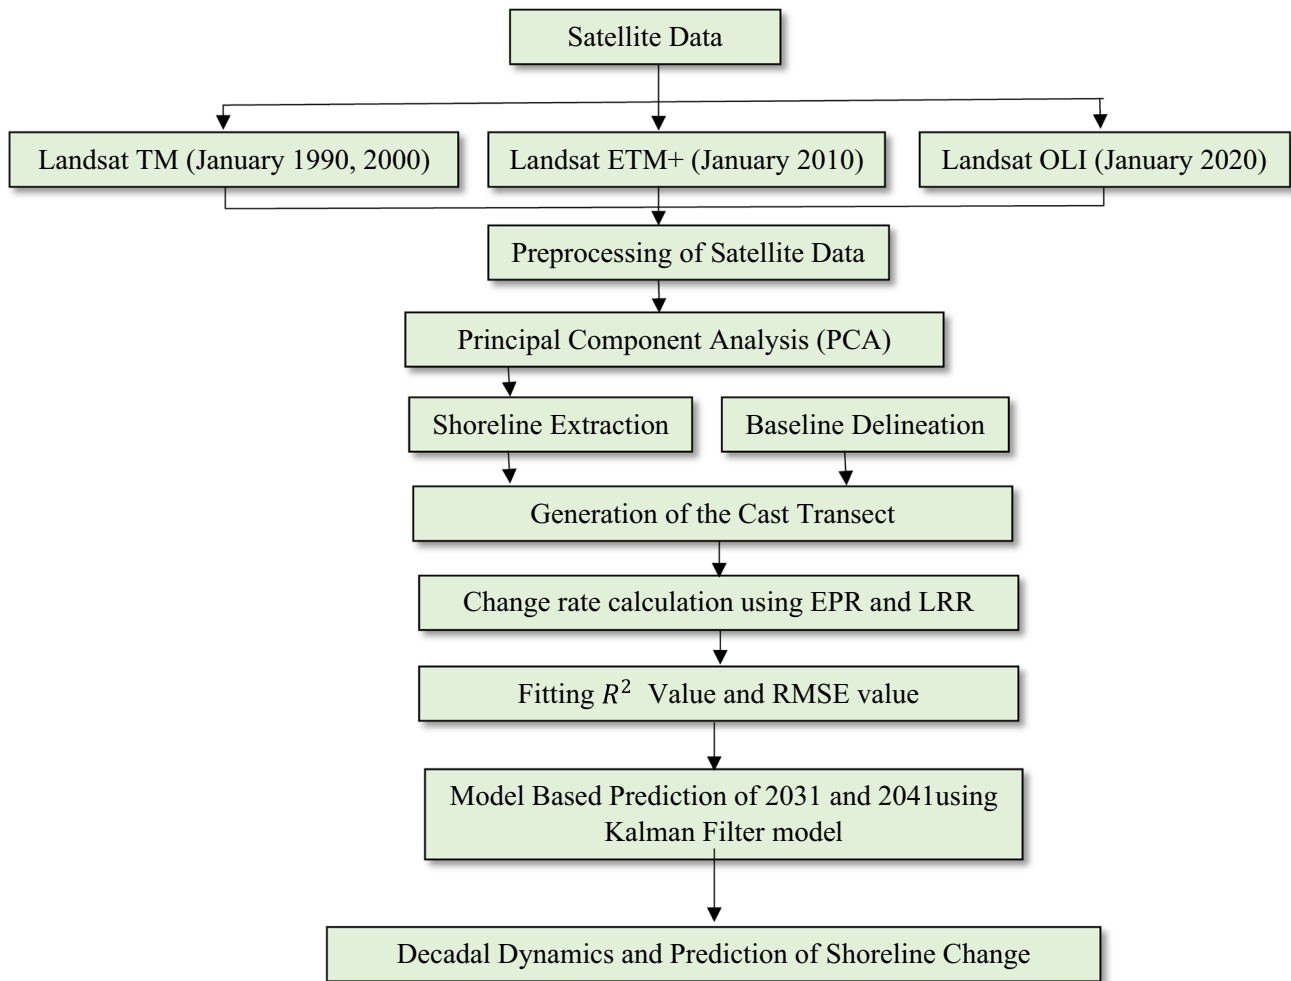 Satellite Data
Landsat TM (January 1990, 2000)
Landsat ETM+ (January 2010)
Landsat OLI (January 2020)
Preprocessing of Satellite Data
Principal Component Analysis (PCA)
Shoreline Extraction
Baseline Delineation
Generation of the Cast Transect
Change rate calculation using EPR and LRR
Fitting R² Value and RMSE value
Model Based Prediction of 2031 and 2041using
Kalman Filter model
Decadal Dynamics and Prediction of Shoreline Change